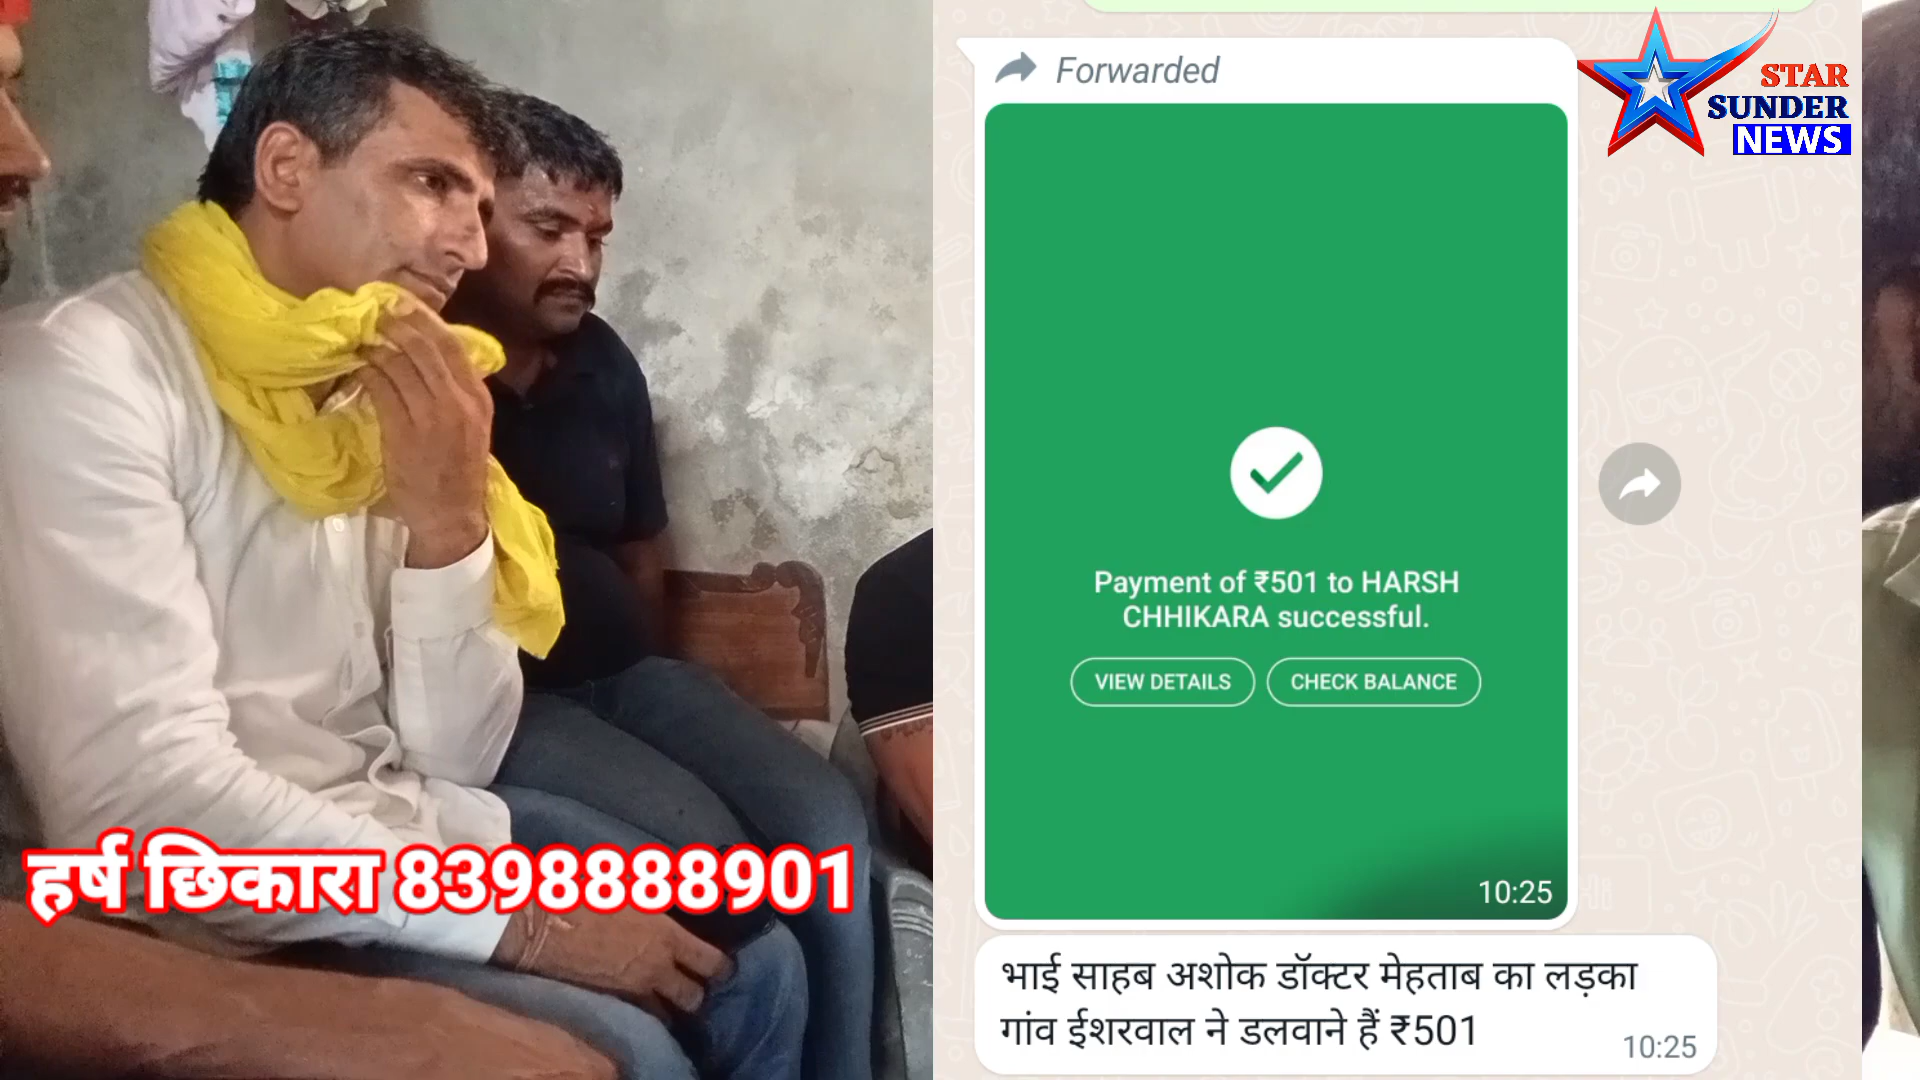 Forwarded
STAR
SUNDER
NEWS
Payment of ₹501 to HARSH
CHHIKARA successful.
VIEW DETAILS
CHECK BALANCE
10:25
हर्ष छिकारा 8398888901
भाई साहब अशोक डॉक्टर मेहताब का लड़का
गांव ईशरवाल ने डलवाने हैं ₹501
10:25